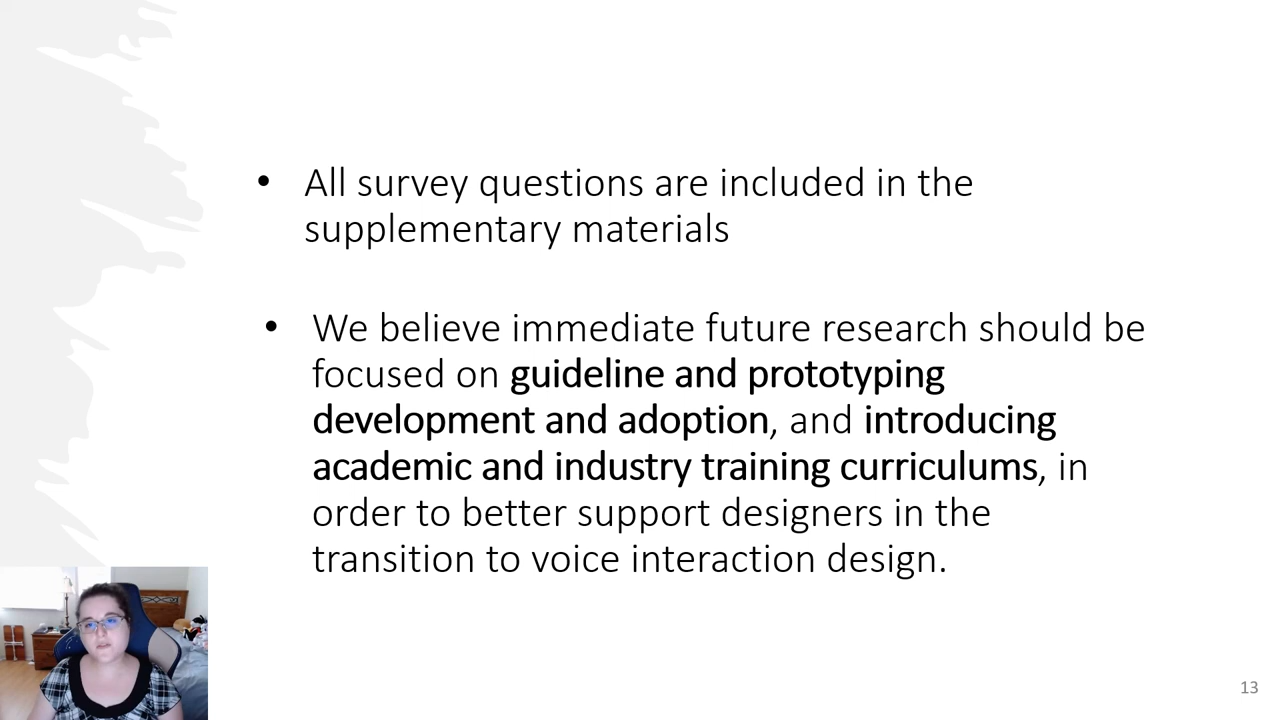 • All survey questions are included in the
supplementary materials
• We believe immediate future research should be
focused on guideline and prototyping
development and adoption, and introducing
academic and industry training curriculums, in
order to better support designers in the
transition to voice interaction design.
13